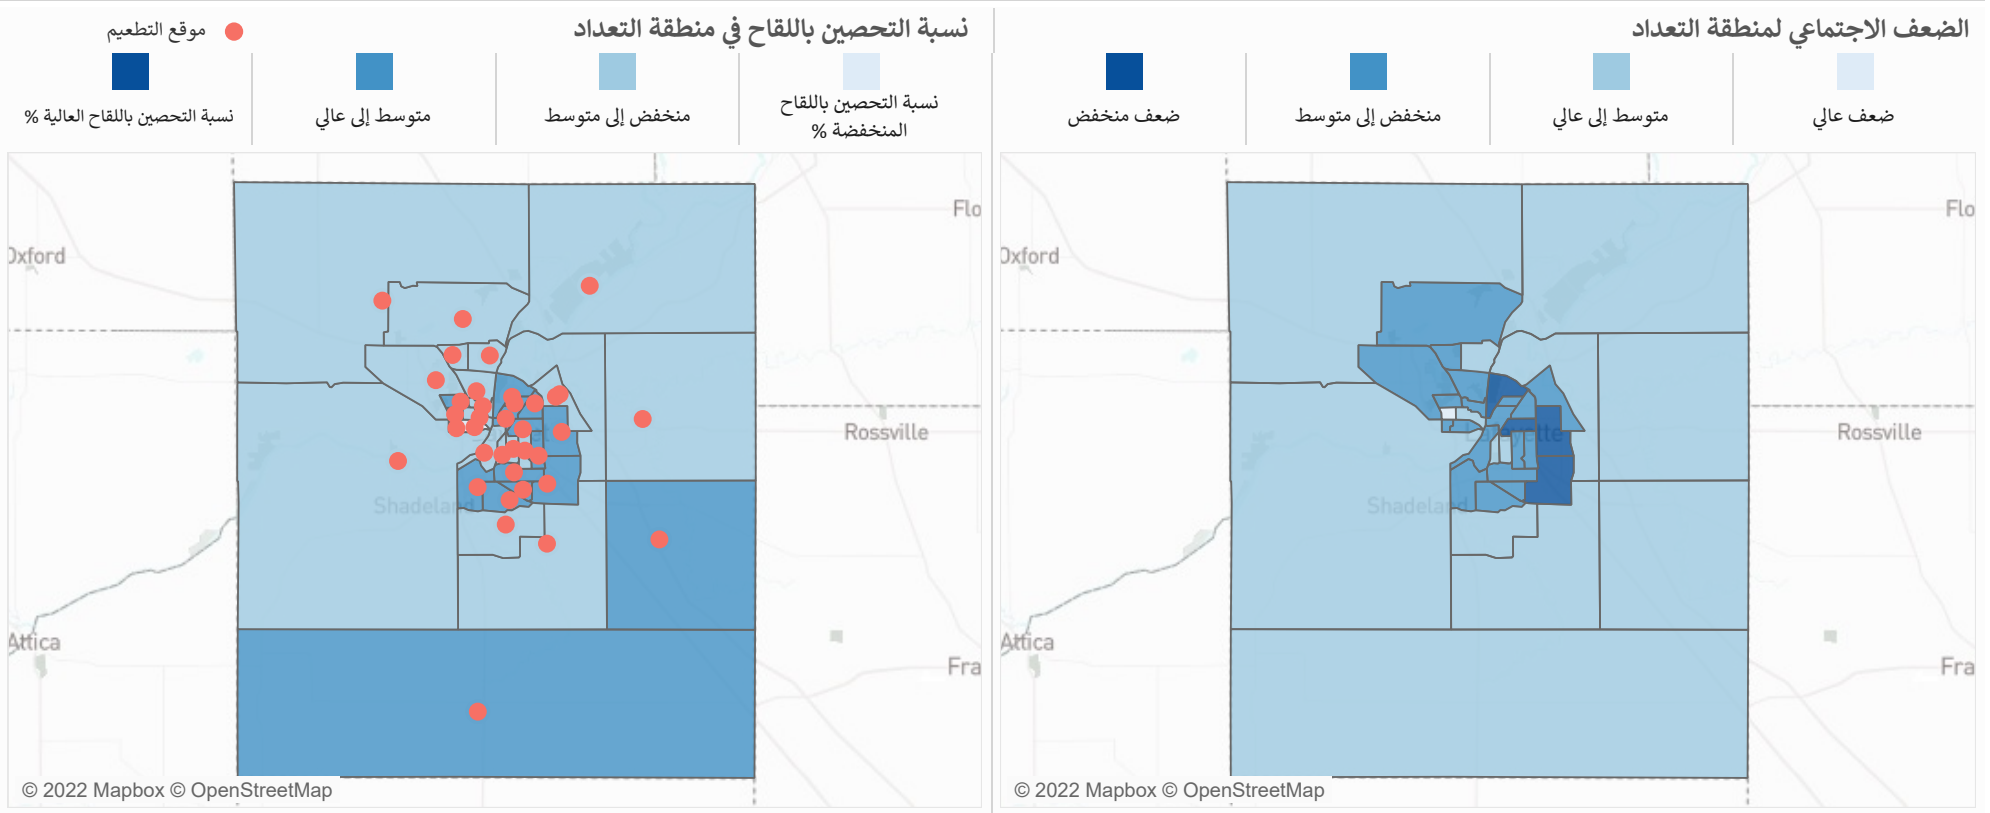 الضعف الاجتماعي لمنطقة التعداد
ضعف عالي
متوسط إلى عالي
منخفض إلى متوسط
ضعف منخفض
Flo
Oxford
Rossville
Lafayette
Shadeland
Attica
Fra
© 2022 Mapbox © OpenStreetMap
نسبة التحصين باللقاح في منطقة التعداد
موقع التطعيم
نسبة التحصين باللقاح
المنخفضة %
منخفض إلى متوسط
متوسط إلى عالي
نسبة التحصين باللقاح العالية %
Flo
Oxford
Rossville
Shadeland
Attica
Fra
© 2022 Mapbox © OpenStreetMap